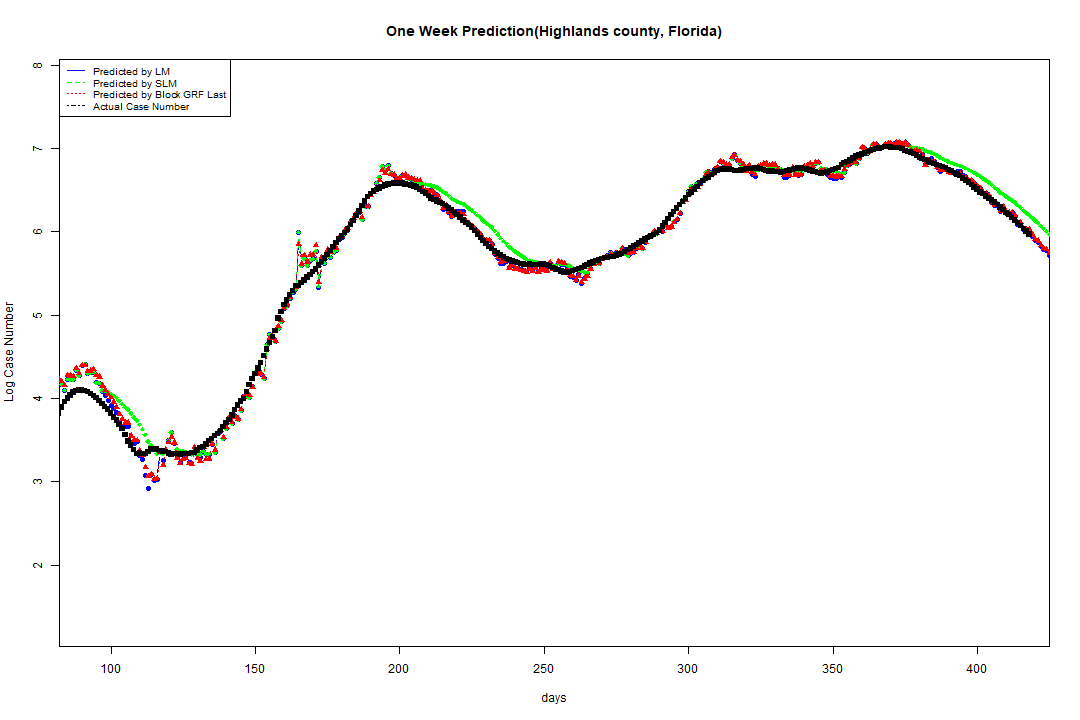 One Week Prediction(Highlands county, Florida)
Predicted by LM
Predicted by SLM
Predicted by Block GRF Last
Actual Case Number
8
7
6
5
4
3
2
Log Case Number
100 150 200 250 300 350 400
days